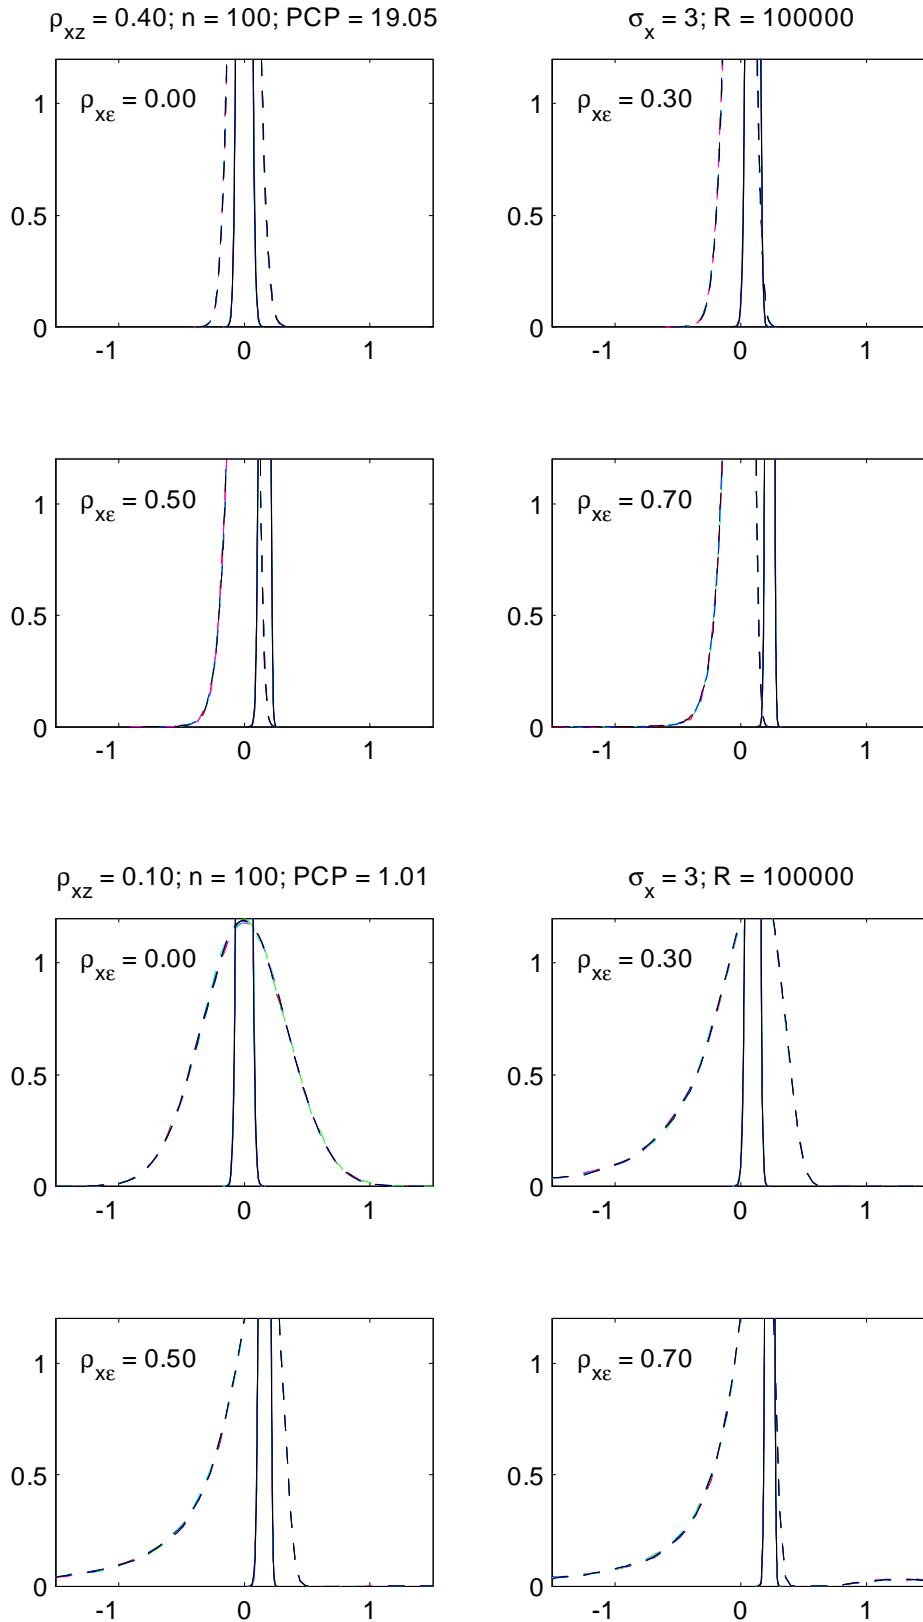 ρxz = 0.40; n = 100; PCP = 19.05
σx = 3; R = 100000
1
0.5
0
-1 0 1
ρxε = 0.00
1
0.5
0
-1 0 1
ρxε = 0.30
1
0.5
0
-1 0 1
ρxε = 0.50
1
0.5
0
-1 0 1
ρxε = 0.70
ρxz = 0.10; n = 100; PCP = 1.01
σx = 3; R = 100000
1
0.5
0
-1 0 1
ρxε = 0.00
1
0.5
0
-1 0 1
ρxε = 0.30
1
0.5
0
-1 0 1
ρxε = 0.50
1
0.5
0
-1 0 1
ρxε = 0.70